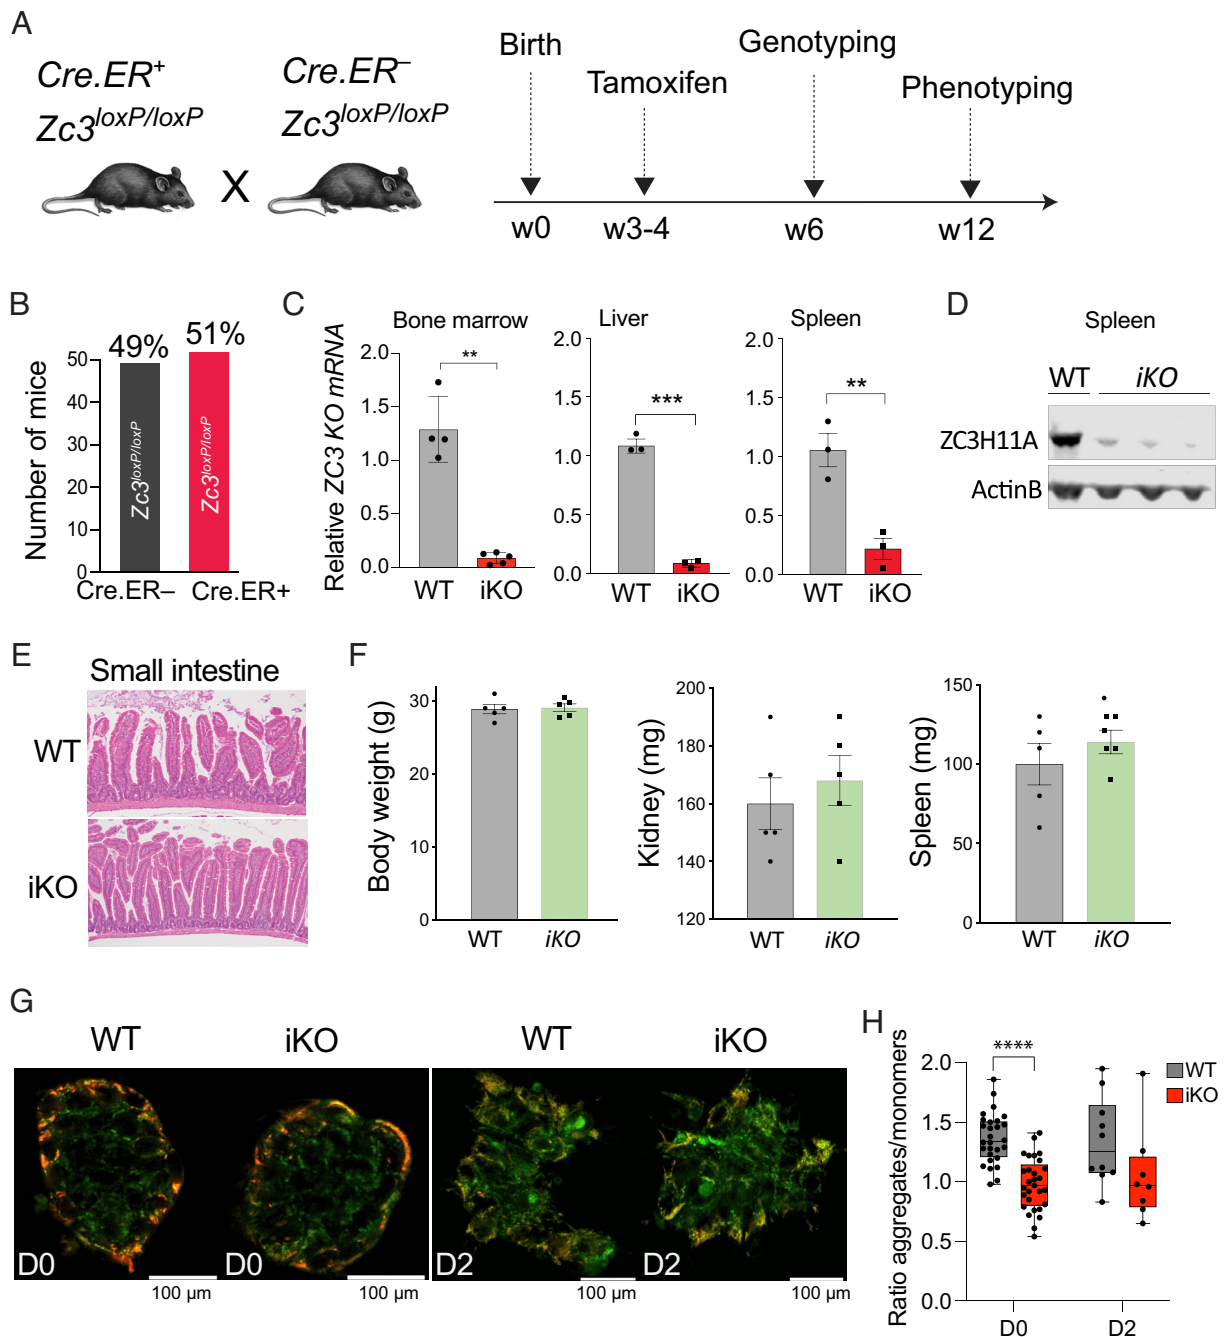 A
Cre.ER+
Zc3loxP/loxP
X
Cre.ER–
Zc3loxP/loxP
Birth
Tamoxifen
Genotyping
Phenotyping
w0
w3-4
w6
w12
B
Number of mice
50
40
30
20
10
0
49%
51%
Zc3loxP/loxP
Zc3loxP/loxP
Cre.ER–
Cre.ER+
C
Relative ZC3 KO mRNA
Bone marrow
2.0
1.5
1.0
0.5
0.0
**
WT
iKO
Liver
2.0
1.5
1.0
0.5
0.0
***
WT
iKO
Spleen
2.0
1.5
1.0
0.5
0.0
**
WT
iKO
D
Spleen
WT
iKO
ZC3H11A
ActinB
E
Small intestine
WT
iKO
F
Body weight (g)
30
20
10
0
WT
iKO
Kidney (mg)
200
180
160
140
120
WT
iKO
Spleen (mg)
150
100
50
0
WT
iKO
G
WT
iKO
WT
iKO
D0
D0
D2
D2
100 µm
100 µm
100 µm
100 µm
H
Ratio aggregates/monomers
2.0
1.5
1.0
0.5
0.0
****
WT
iKO
D0
D2